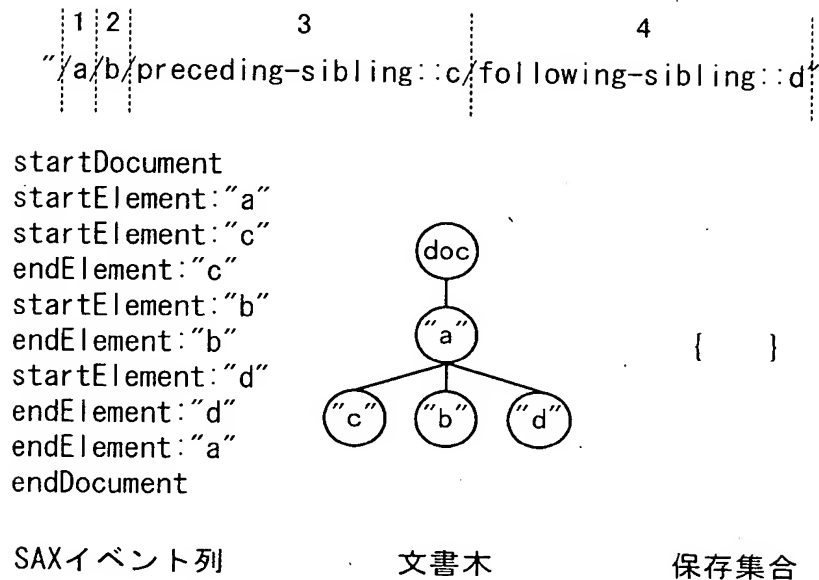 1 2 3 4
"/a/b/preceding-sibling::c/following-sibling::d"
startDocument
startElement:"a"
startElement:"c"
endElement:"c"
startElement:"b"
endElement:"b"
startElement:"d"
endElement:"d"
endElement:"a"
endDocument
doc
"a"
"c" "b" "d"
{ }
SAXイベント列 文書木 保存集合